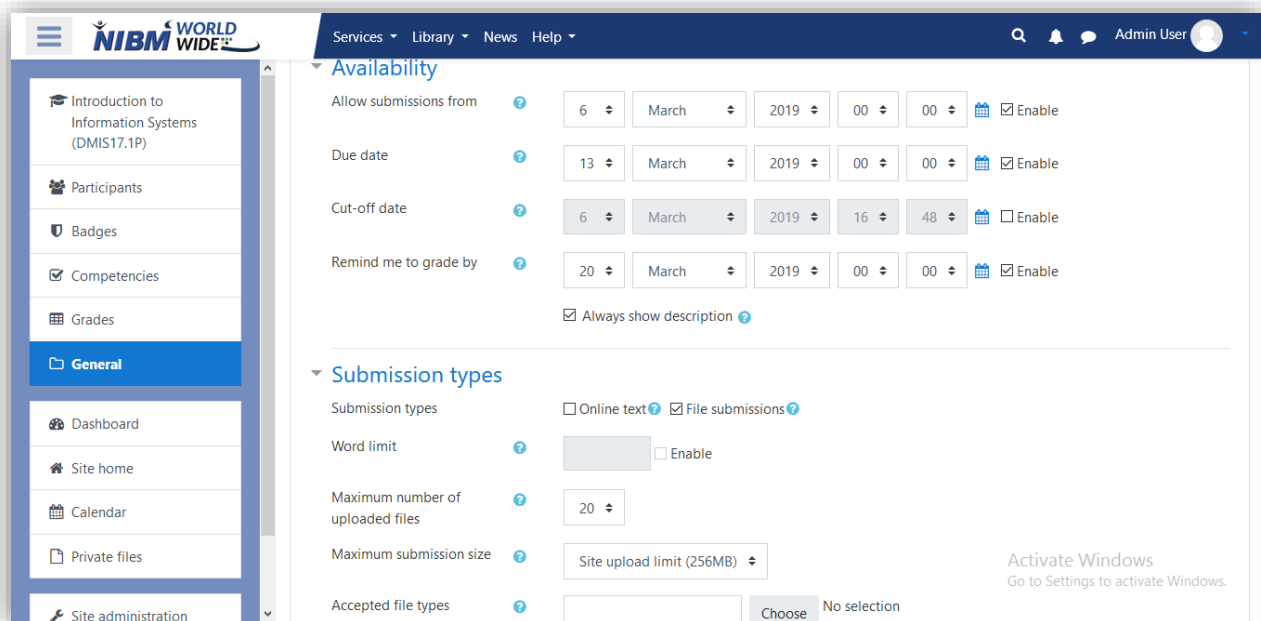 NIBM WORLD WIDE
Services Library News Help Admin User
Introduction to
Information Systems
(DMIS17.1P)
Participants
Badges
Competencies
Grades
General
Dashboard
Site home
Calendar
Private files
Site administration
Availability
Allow submissions from ? 6 March 2019 00 00 Enable
Due date ? 13 March 2019 00 00 Enable
Cut-off date ? 6 March 2019 16 48 Enable
Remind me to grade by ? 20 March 2019 00 00 Enable
Always show description ?
Submission types
Submission types Online text ? File submissions ?
Word limit ? Enable
Maximum number of
uploaded files ? 20
Maximum submission size ? Site upload limit (256MB)
Accepted file types ? Choose No selection
Activate Windows
Go to Settings to activate Windows.